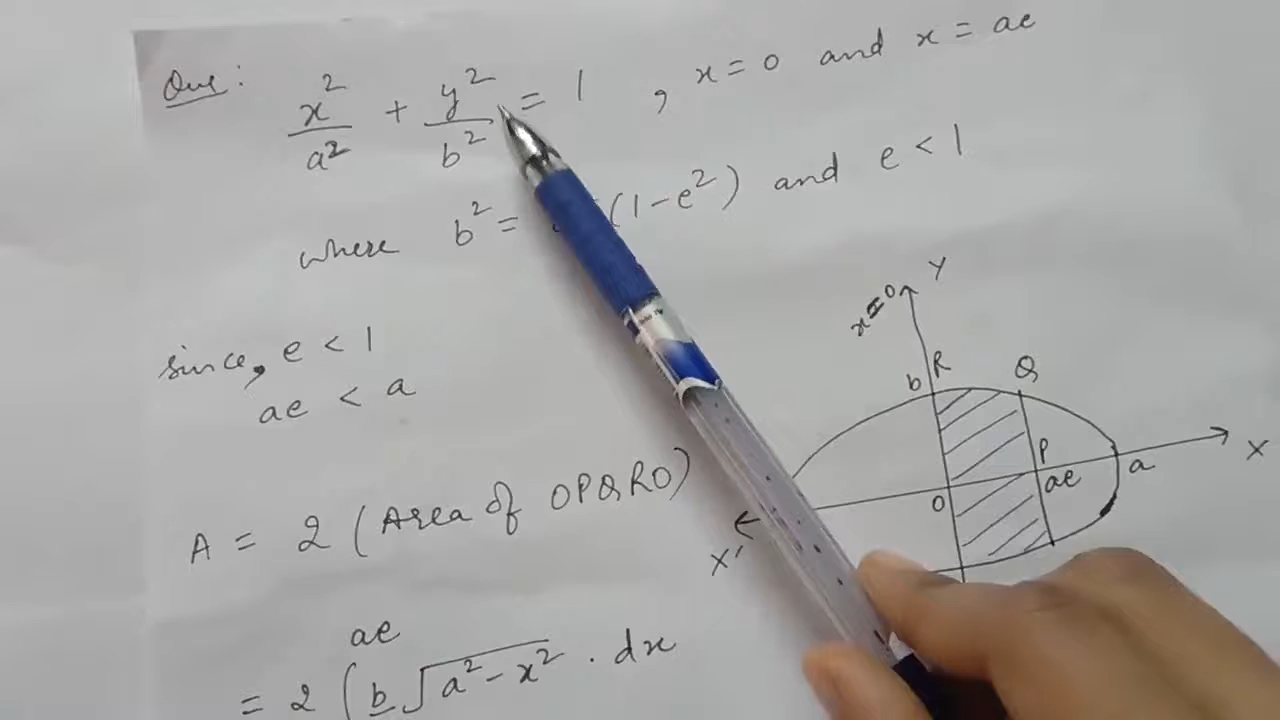 Que: x²/a² + y²/b² = 1 , x = 0 and x = ae
where b² = (1-e²) and e < 1
since, e < 1
ae < a
A = 2 (Area of OPQRO)
ae
= 2 ( b √a²-x² . dx
Y
x=0
b R Q
P
X
O ae a
X'